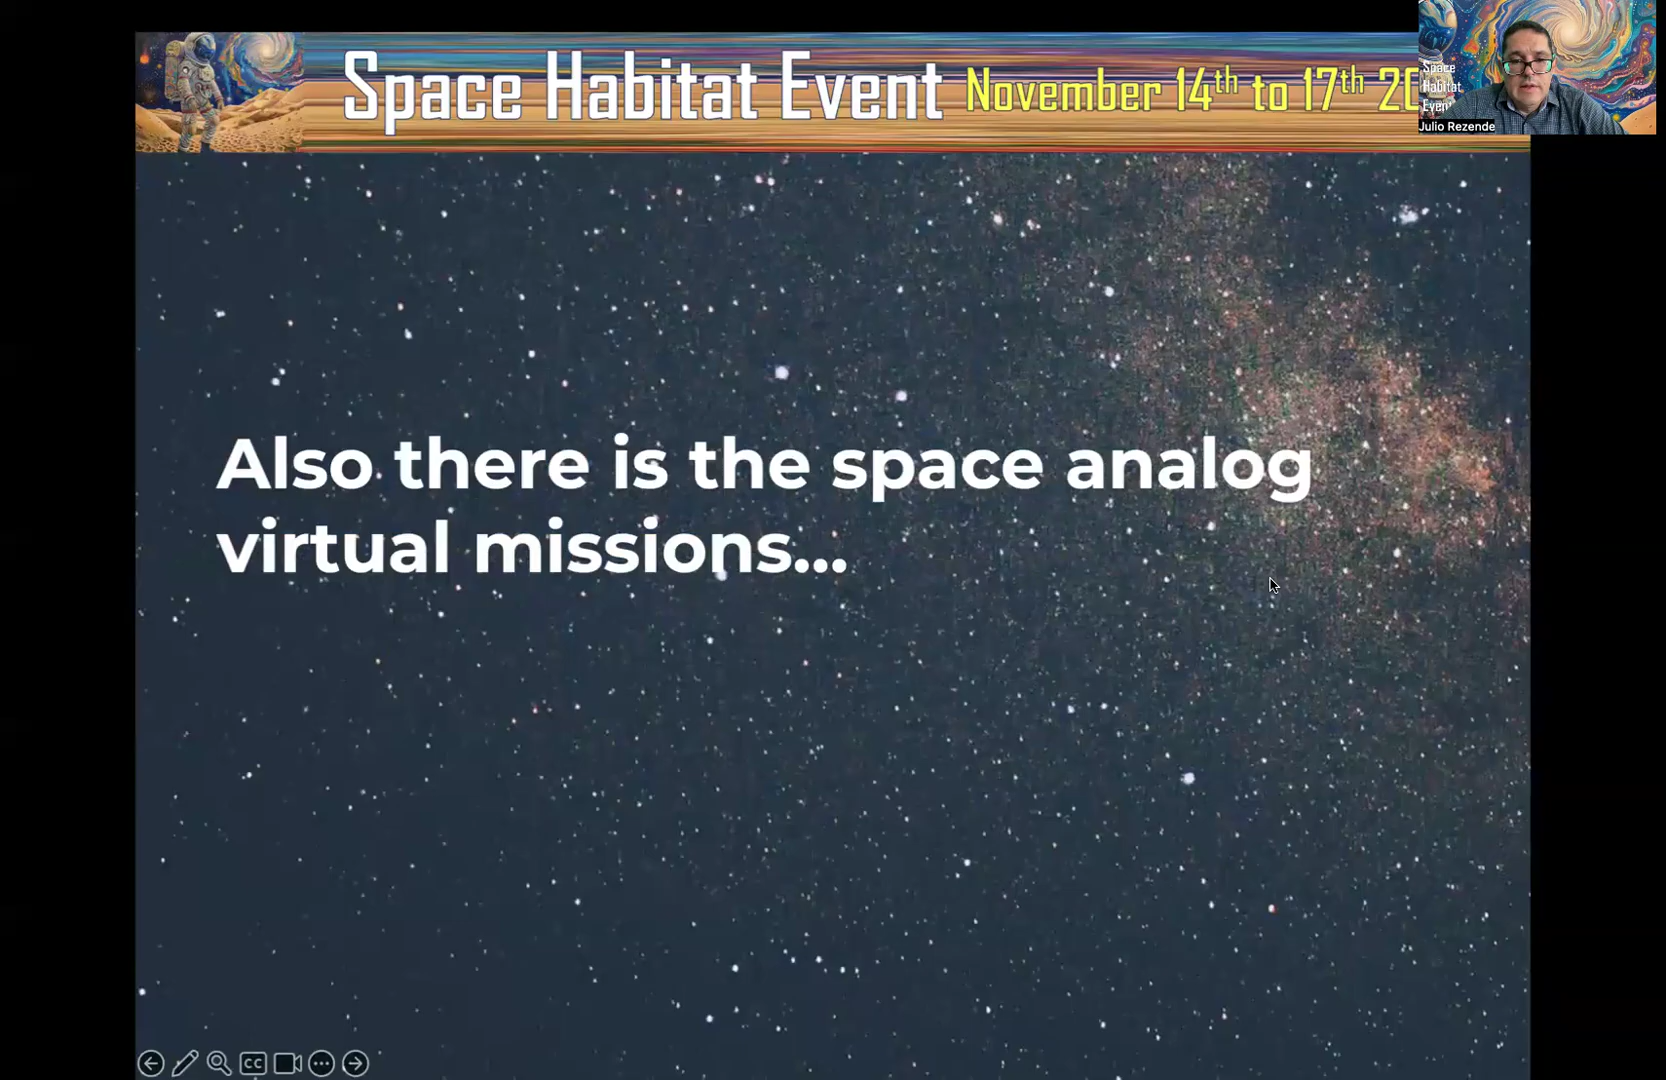 Space Habitat Event November 14th to 17th 20
Space
Habitat
Event
Julio Rezende
Also there is the space analog
virtual missions...
CC